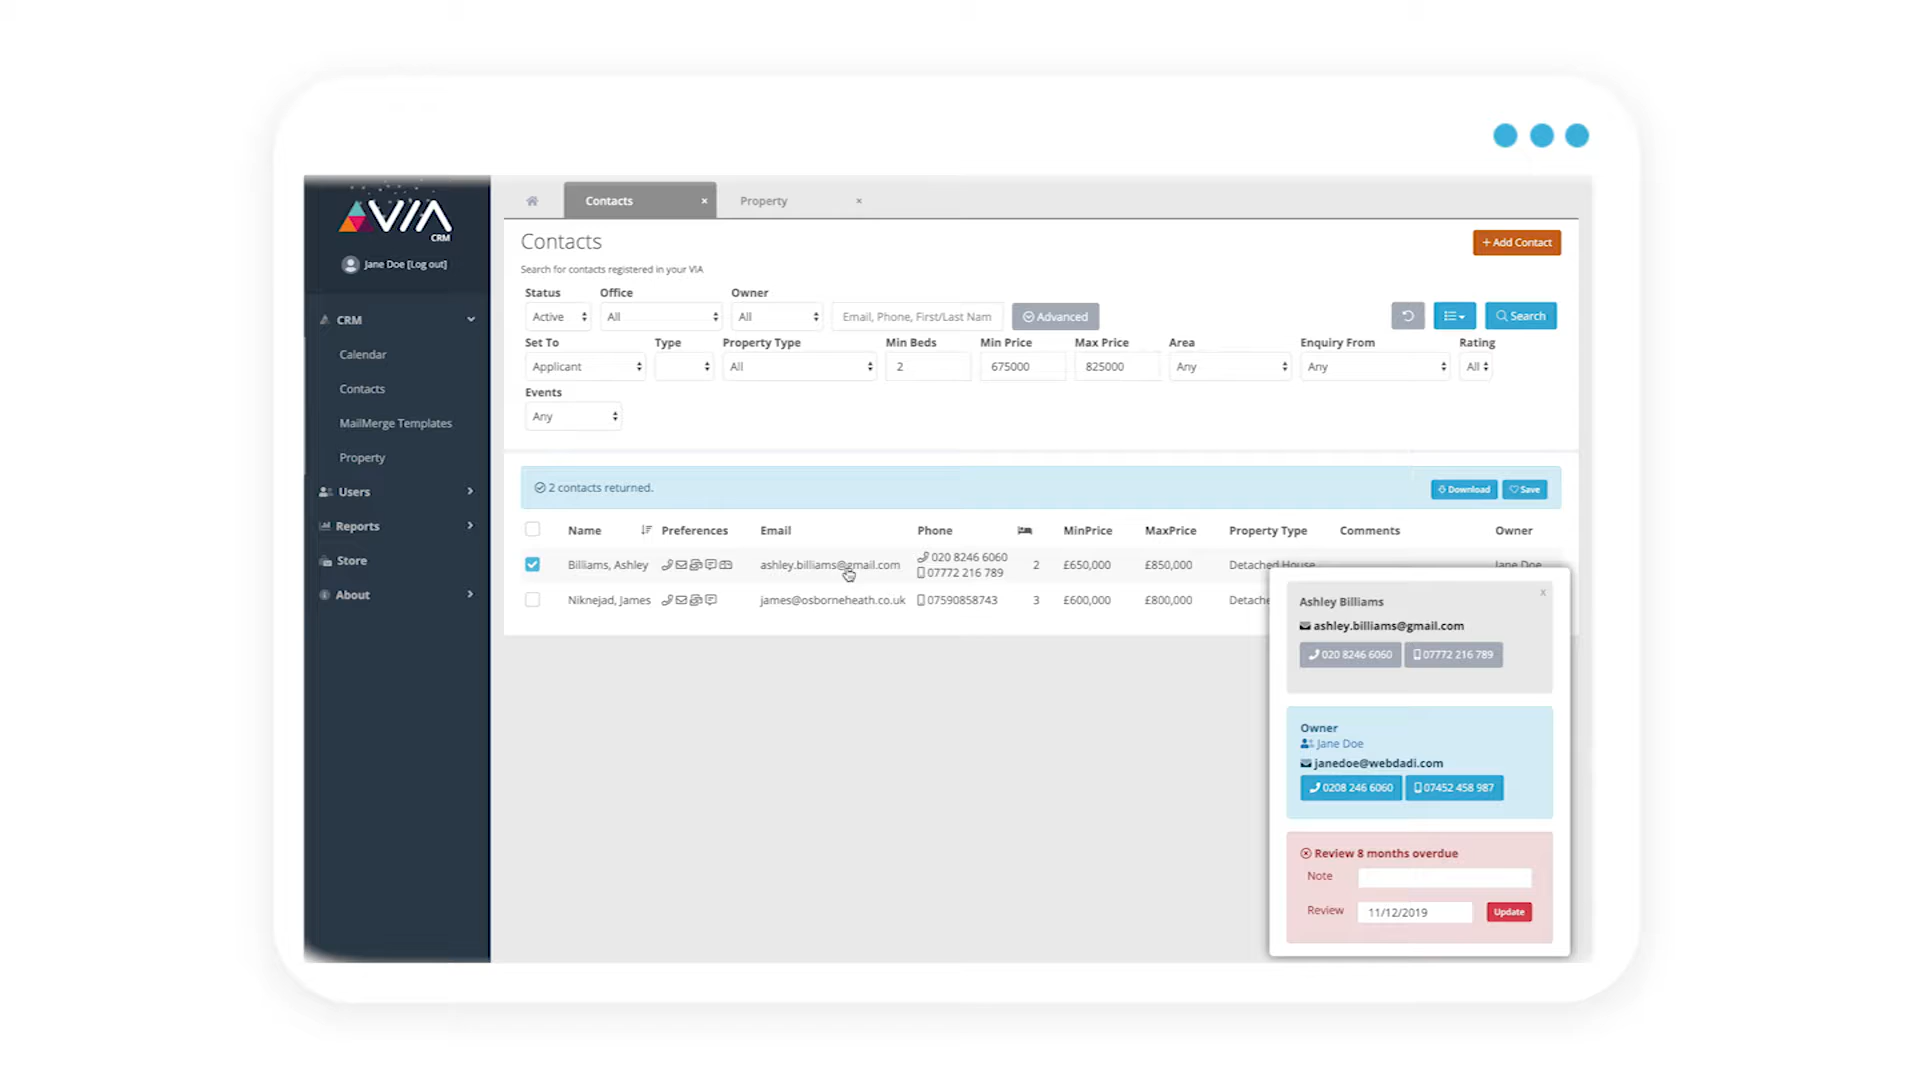 VIA
CRM
Jane Doe [Log out]
CRM
Calendar
Contacts
MailMerge Templates
Property
Users
Reports
Store
About
Contacts x
Property x
Contacts
+ Add Contact
Search for contacts registered in your VIA
Status Office Owner
Active All All Email, Phone, First/Last Nam Advanced Search
Set To Type Property Type Min Beds Min Price Max Price Area Enquiry From Rating
Applicant All 2 675000 825000 Any Any All
Events
Any
2 contacts returned. Download Save
Name Preferences Email Phone MinPrice MaxPrice Property Type Comments Owner
Billiams, Ashley ashley.billiams@gmail.com 020 8246 6060 07772 216 789 2 £650,000 £850,000 Detached House Jane Doe
Niknejad, James james@osborneheath.co.uk 07590858743 3 £600,000 £800,000 Detache
x
Ashley Billiams
ashley.billiams@gmail.com
020 8246 6060 07772 216 789
Owner
Jane Doe
janedoe@webdadi.com
0208 246 6060 07452 458 987
Review 8 months overdue
Note
Review 11/12/2019 Update